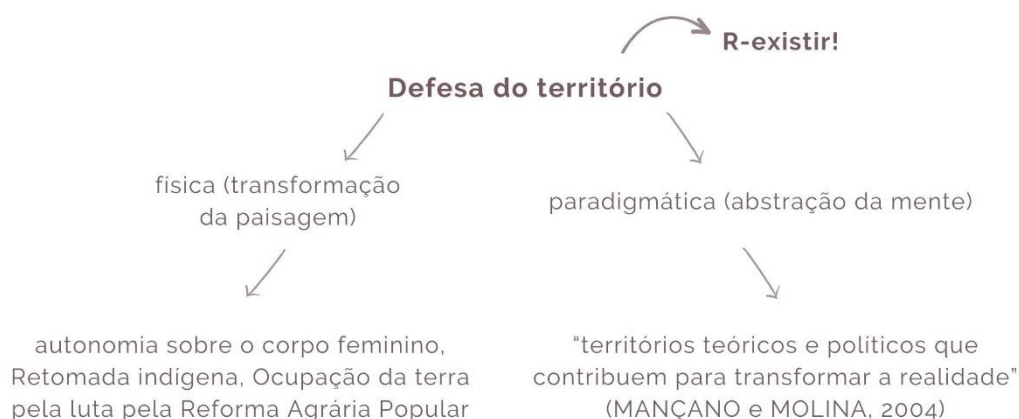 R-existir!
Defesa do território
física (transformação
da paisagem)
paradigmática (abstração da mente)
autonomia sobre o corpo feminino,
Retomada indígena, Ocupação da terra
pela luta pela Reforma Agrária Popular
“territórios teóricos e políticos que
contribuem para transformar a realidade”
(MANÇANO e MOLINA, 2004)